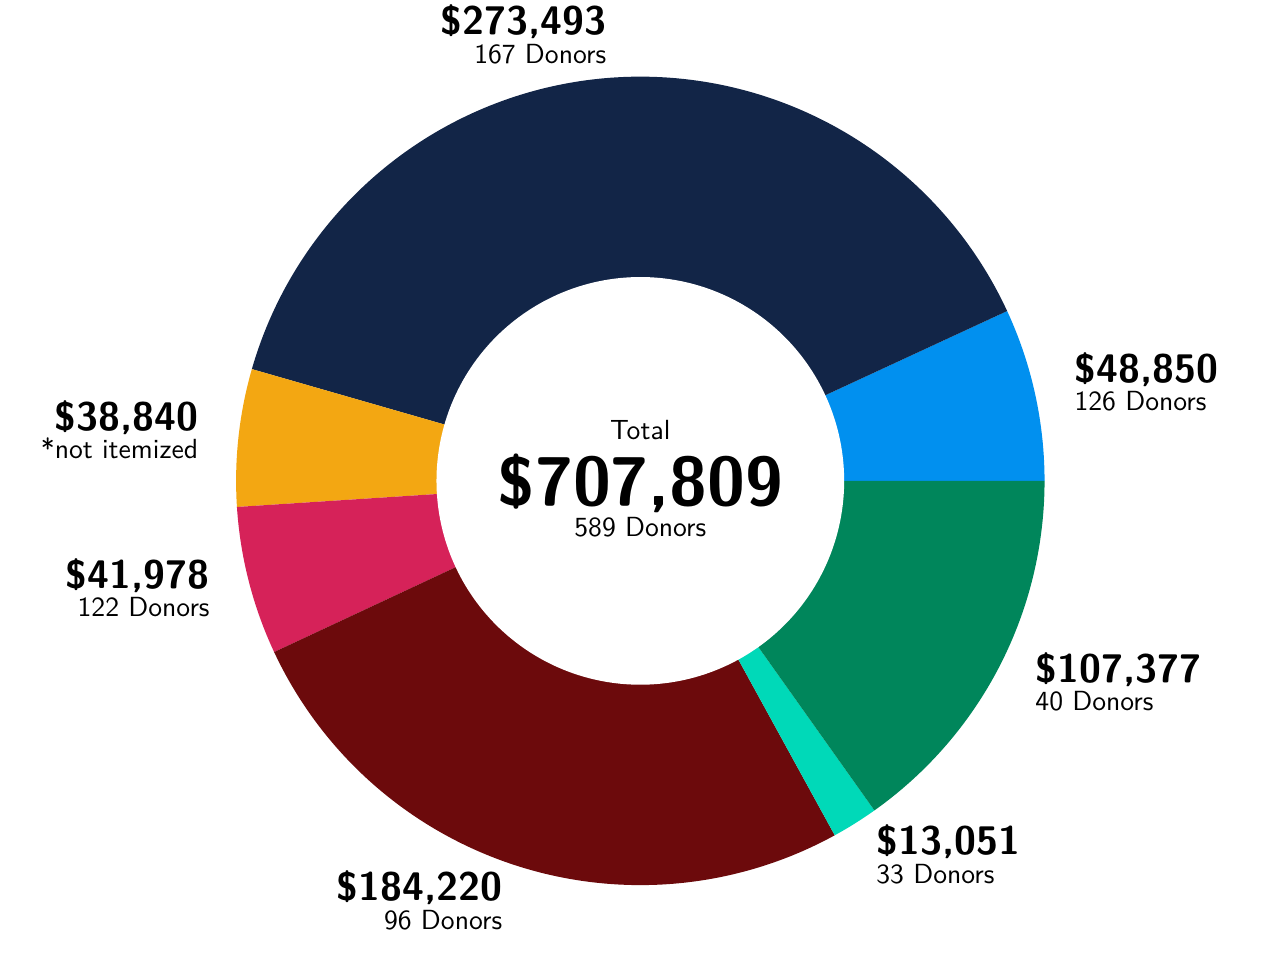 $273,493
167 Donors
$48,850
126 Donors
$38,840
*not itemized
Total
$707,809
589 Donors
$41,978
122 Donors
$107,377
40 Donors
$13,051
33 Donors
$184,220
96 Donors